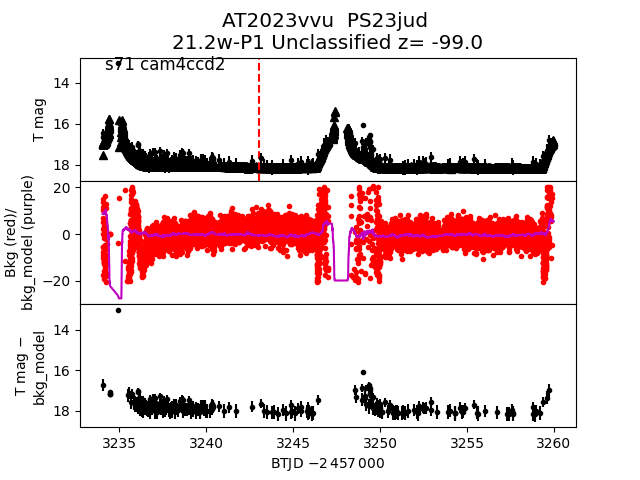 AT2023vvu  PS23jud
21.2w-P1 Unclassified z= -99.0
s71 cam4ccd2
T mag
14
16
18
Bkg (red)/
bkg_model (purple)
20
0
−20
T mag −
bkg_model
14
16
18
3235 3240 3245 3250 3255 3260
BTJD −2 457 000